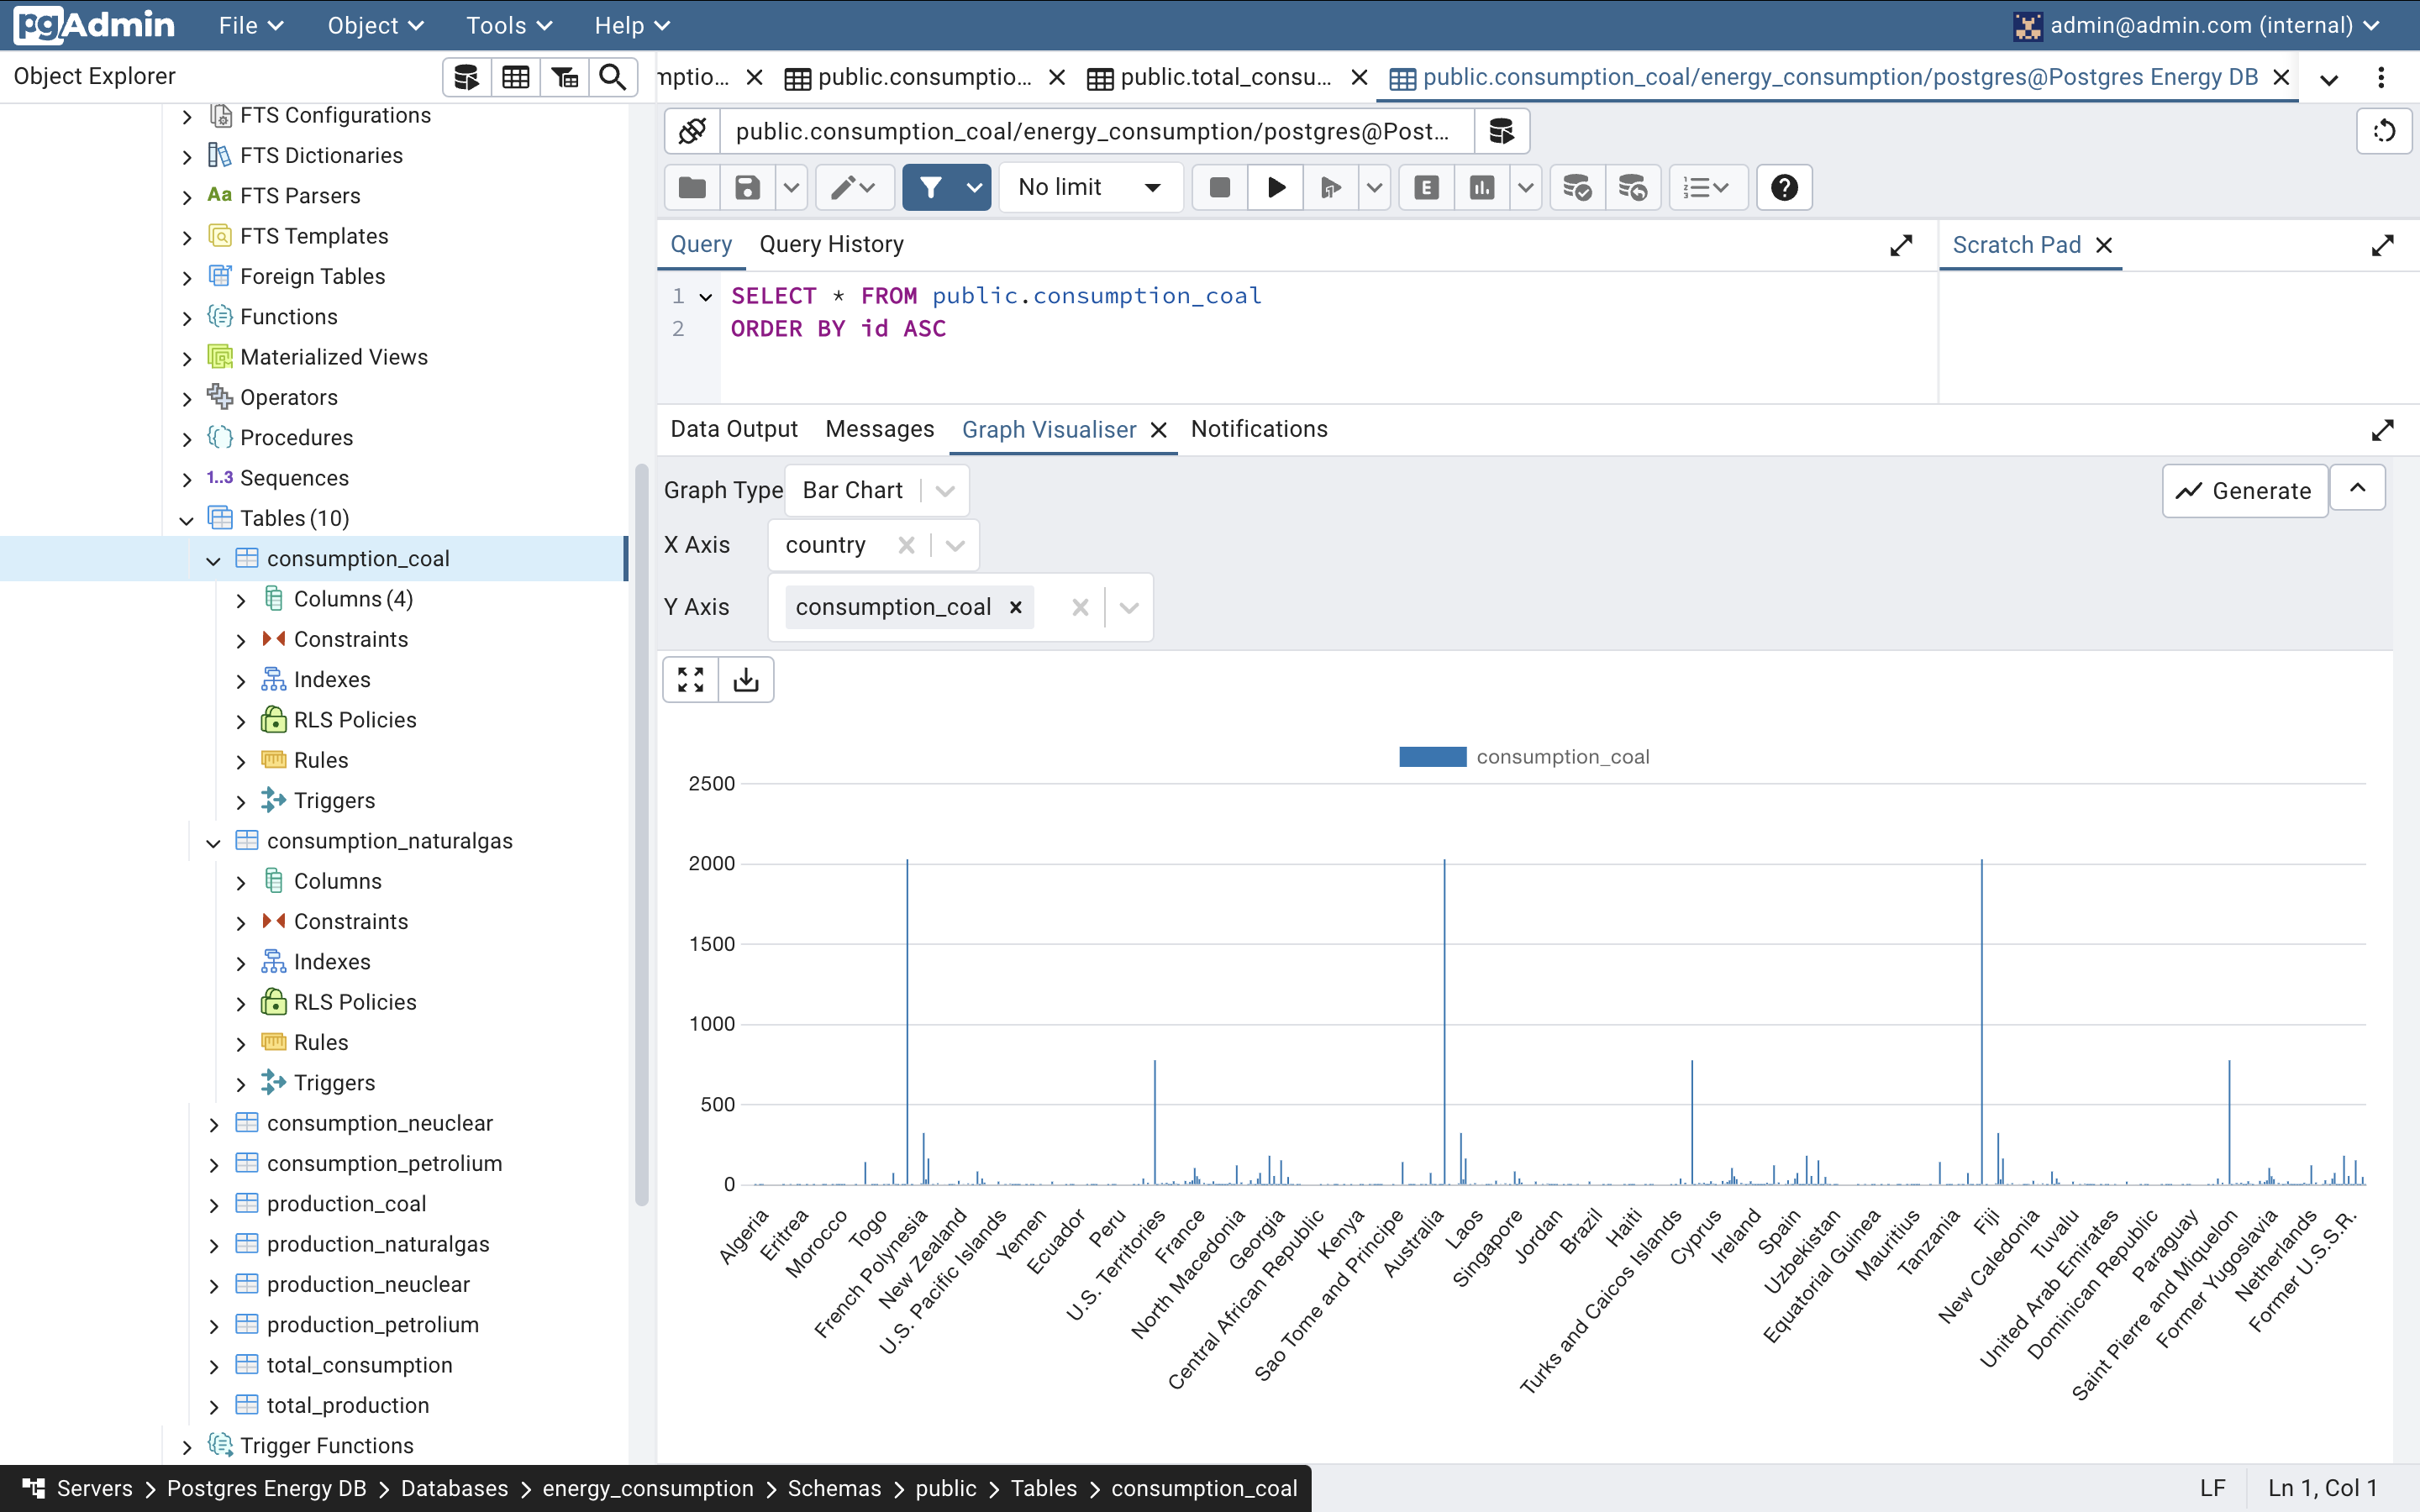 pgAdmin File Object Tools Help admin@admin.com (internal)
Object Explorer
FTS Configurations
FTS Dictionaries
Aa FTS Parsers
FTS Templates
Foreign Tables
Functions
Materialized Views
Operators
Procedures
1..3 Sequences
Tables (10)
consumption_coal
Columns (4)
Constraints
Indexes
RLS Policies
Rules
Triggers
consumption_naturalgas
Columns
Constraints
Indexes
RLS Policies
Rules
Triggers
consumption_neuclear
consumption_petrolium
production_coal
production_naturalgas
production_neuclear
production_petrolium
total_consumption
total_production
Trigger Functions
mptio... public.consumptio... public.total_consu... public.consumption_coal/energy_consumption/postgres@Postgres Energy DB
public.consumption_coal/energy_consumption/postgres@Post...
No limit E
Query Query History Scratch Pad
1 SELECT * FROM public.consumption_coal
2 ORDER BY id ASC
Data Output Messages Graph Visualiser Notifications
Graph Type Bar Chart Generate
X Axis country
Y Axis consumption_coal
consumption_coal
2500
2000
1500
1000
500
0
Algeria
Eritrea
Morocco
Togo
French Polynesia
New Zealand
U.S. Pacific Islands
Yemen
Ecuador
Peru
U.S. Territories
France
North Macedonia
Georgia
Central African Republic
Kenya
Sao Tome and Principe
Australia
Laos
Singapore
Jordan
Brazil
Haiti
Turks and Caicos Islands
Cyprus
Ireland
Spain
Uzbekistan
Equatorial Guinea
Mauritius
Tanzania
Fiji
New Caledonia
Tuvalu
United Arab Emirates
Dominican Republic
Paraguay
Saint Pierre and Miquelon
Former Yugoslavia
Netherlands
Former U.S.S.R.
Servers Postgres Energy DB Databases energy_consumption Schemas public Tables consumption_coal LF Ln 1, Col 1